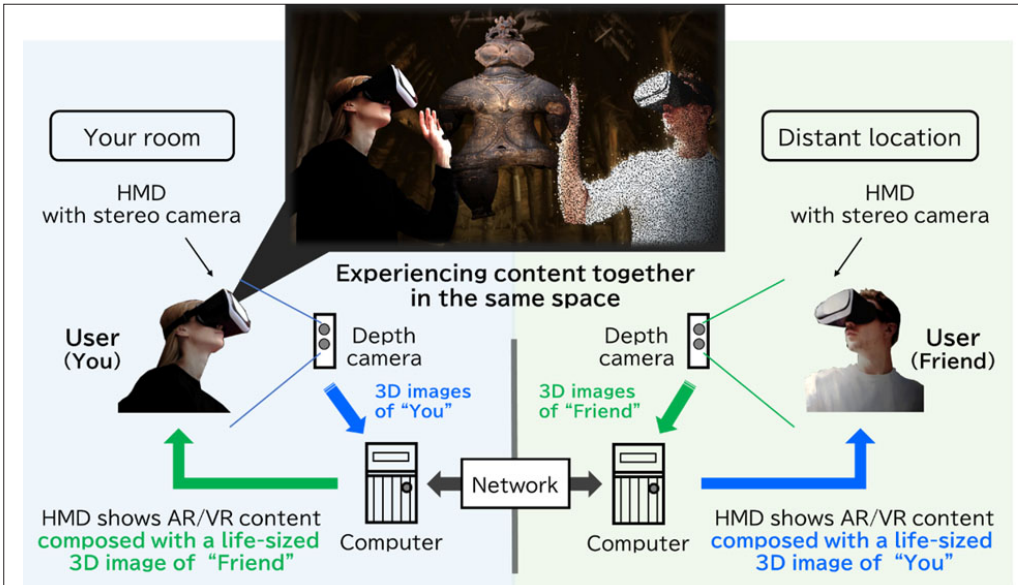 Your room
Distant location
HMD
with stereo camera
HMD
with stereo camera
Experiencing content together
in the same space
User
(You)
Depth
camera
Depth
camera
User
(Friend)
3D images
of “You”
3D images
of “Friend”
Network
Computer
Computer
HMD shows AR/VR content
composed with a life-sized
3D image of “Friend”
HMD shows AR/VR content
composed with a life-sized
3D image of “You”